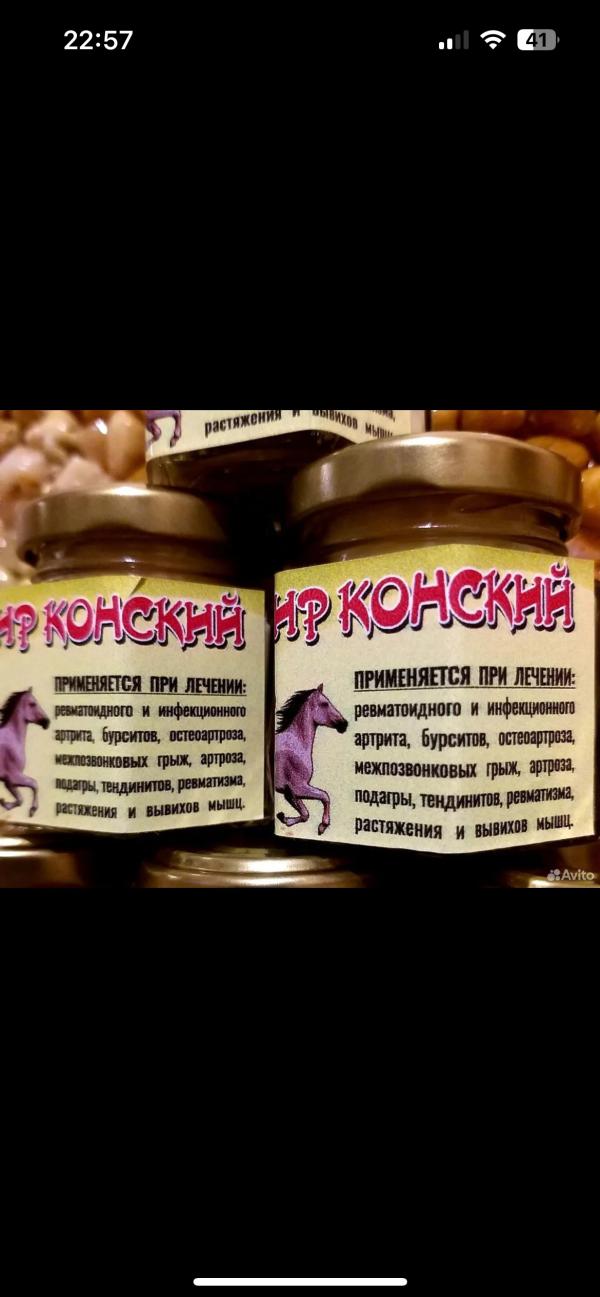 22:57
41
растяжения и вывихов мышц.
ИР КОНСКИЙ
ПРИМЕНЯЕТСЯ ПРИ ЛЕЧЕНИИ:
ревматоидного и инфекционного
артрита, бурситов, остеоартроза,
межпозвонковых грыж, артроза,
подагры, тендинитов, ревматизма,
растяжения и вывихов мышц.
ИР КОНСКИЙ
ПРИМЕНЯЕТСЯ ПРИ ЛЕЧЕНИИ:
ревматоидного и инфекционного
артрита, бурситов, остеоартроза,
межпозвонковых грыж, артроза,
подагры, тендинитов, ревматизма,
растяжения и вывихов мышц.
Avito